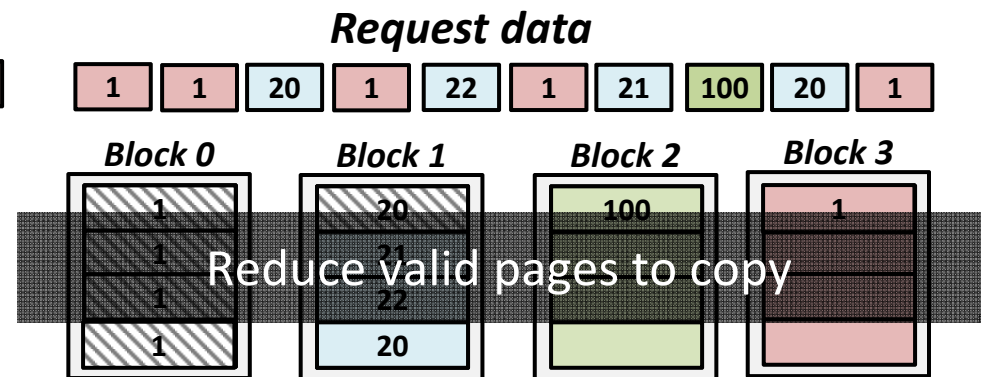 Request data
1 1 20 1 22 1 21 100 20 1
Block 0 Block 1 Block 2 Block 3
1 20 100 1
1 21
Reduce valid pages to copy
1 22
1 20